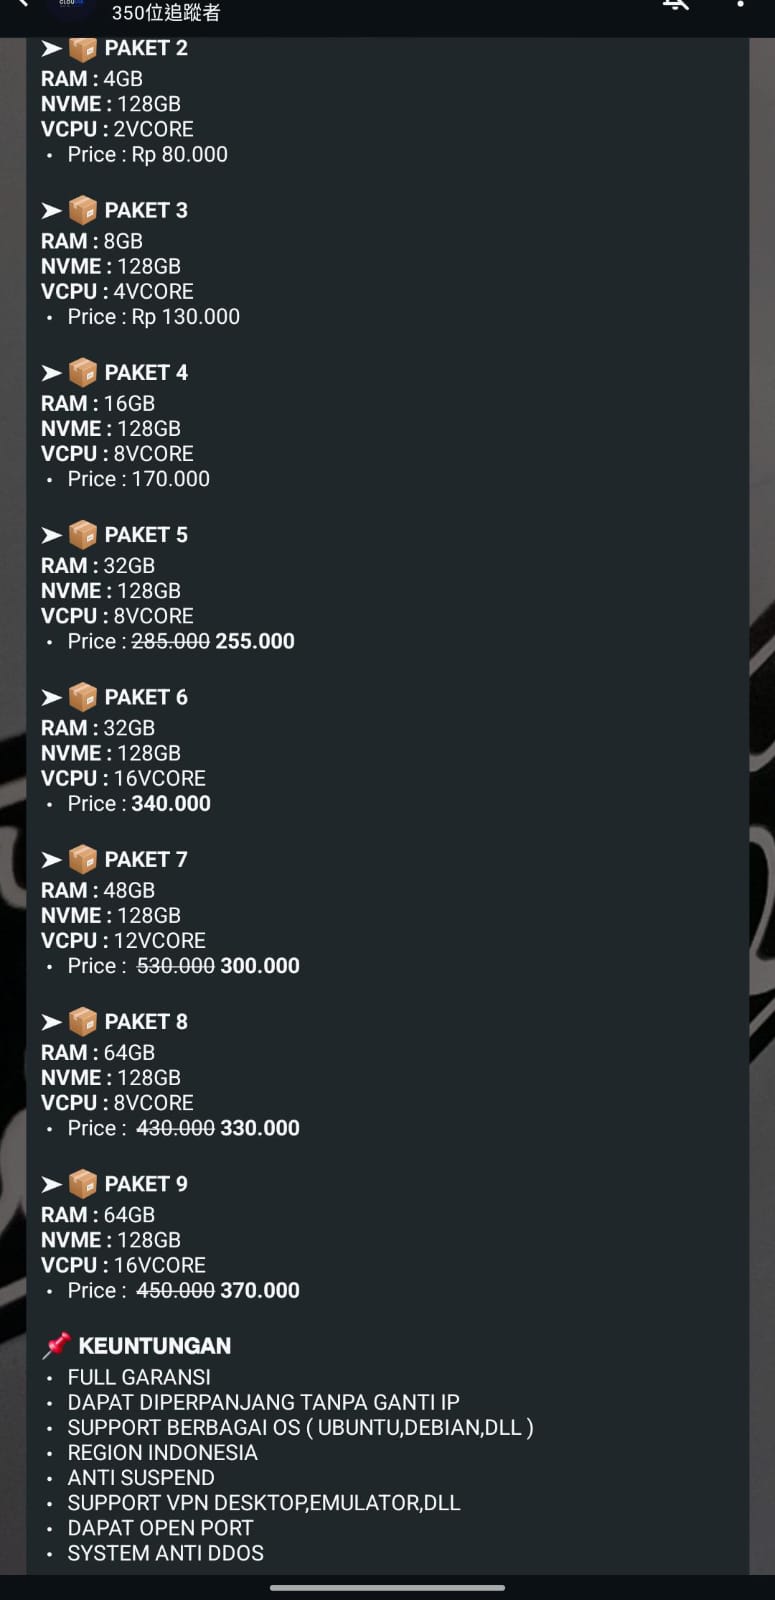 CLOU
350位追蹤者
➤ 📦 PAKET 2
RAM : 4GB
NVME : 128GB
VCPU : 2VCORE
• Price : Rp 80.000
➤ 📦 PAKET 3
RAM : 8GB
NVME : 128GB
VCPU : 4VCORE
• Price : Rp 130.000
➤ 📦 PAKET 4
RAM : 16GB
NVME : 128GB
VCPU : 8VCORE
• Price : 170.000
➤ 📦 PAKET 5
RAM : 32GB
NVME : 128GB
VCPU : 8VCORE
• Price : 285.000 255.000
➤ 📦 PAKET 6
RAM : 32GB
NVME : 128GB
VCPU : 16VCORE
• Price : 340.000
➤ 📦 PAKET 7
RAM : 48GB
NVME : 128GB
VCPU : 12VCORE
• Price : 530.000 300.000
➤ 📦 PAKET 8
RAM : 64GB
NVME : 128GB
VCPU : 8VCORE
• Price : 430.000 330.000
➤ 📦 PAKET 9
RAM : 64GB
NVME : 128GB
VCPU : 16VCORE
• Price : 450.000 370.000
📌 KEUNTUNGAN
• FULL GARANSI
• DAPAT DIPERPANJANG TANPA GANTI IP
• SUPPORT BERBAGAI OS ( UBUNTU,DEBIAN,DLL )
• REGION INDONESIA
• ANTI SUSPEND
• SUPPORT VPN DESKTOP,EMULATOR,DLL
• DAPAT OPEN PORT
• SYSTEM ANTI DDOS